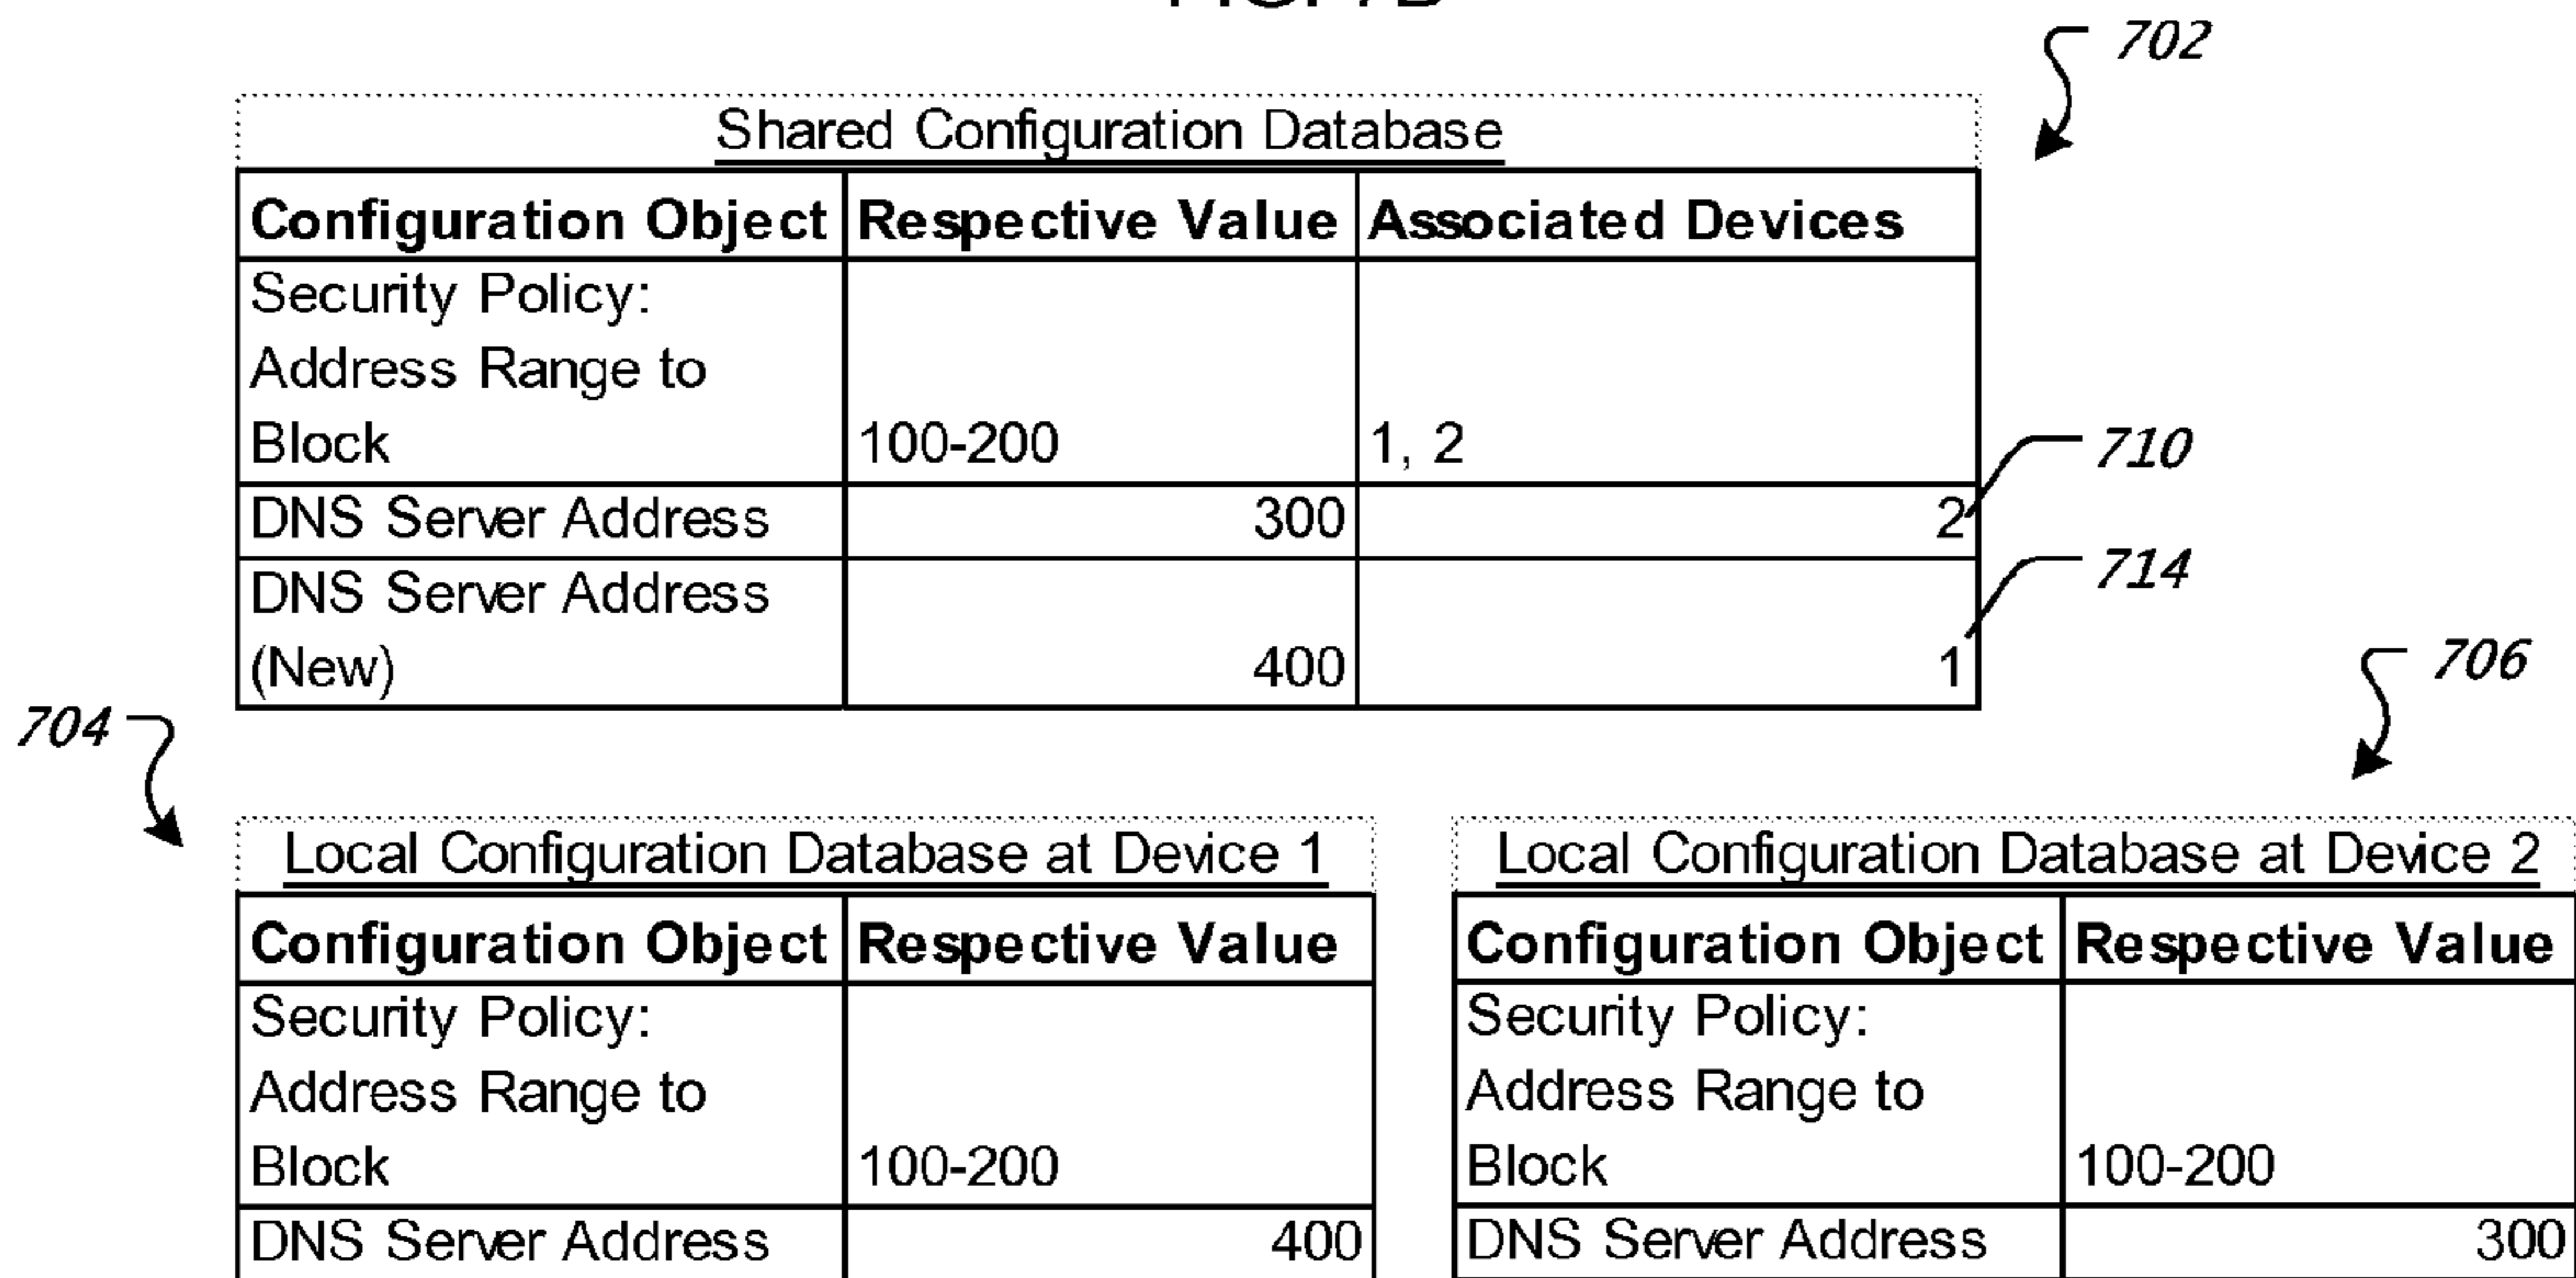 702
Shared Configuration Database
Configuration Object Respective Value Associated Devices
Security Policy:
Address Range to
Block 100-200 1, 2
710
DNS Server Address 300 2
714
DNS Server Address
(New) 400 1
706
704
Local Configuration Database at Device 1
Configuration Object Respective Value
Security Policy:
Address Range to
Block 100-200
DNS Server Address 400
Local Configuration Database at Device 2
Configuration Object Respective Value
Security Policy:
Address Range to
Block 100-200
DNS Server Address 300